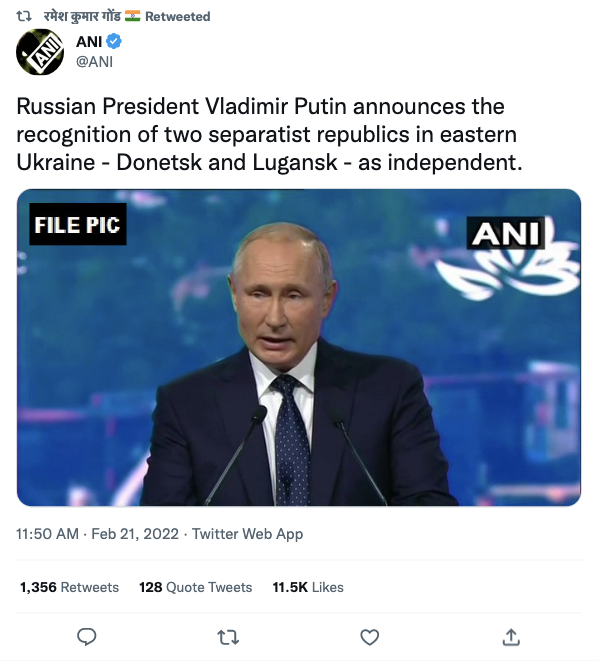 रमेश कुमार गोंड 🇮🇳 Retweeted
ANI
@ANI
Russian President Vladimir Putin announces the
recognition of two separatist republics in eastern
Ukraine - Donetsk and Lugansk - as independent.
FILE PIC
ANI
11:50 AM · Feb 21, 2022 · Twitter Web App
1,356 Retweets 128 Quote Tweets 11.5K Likes